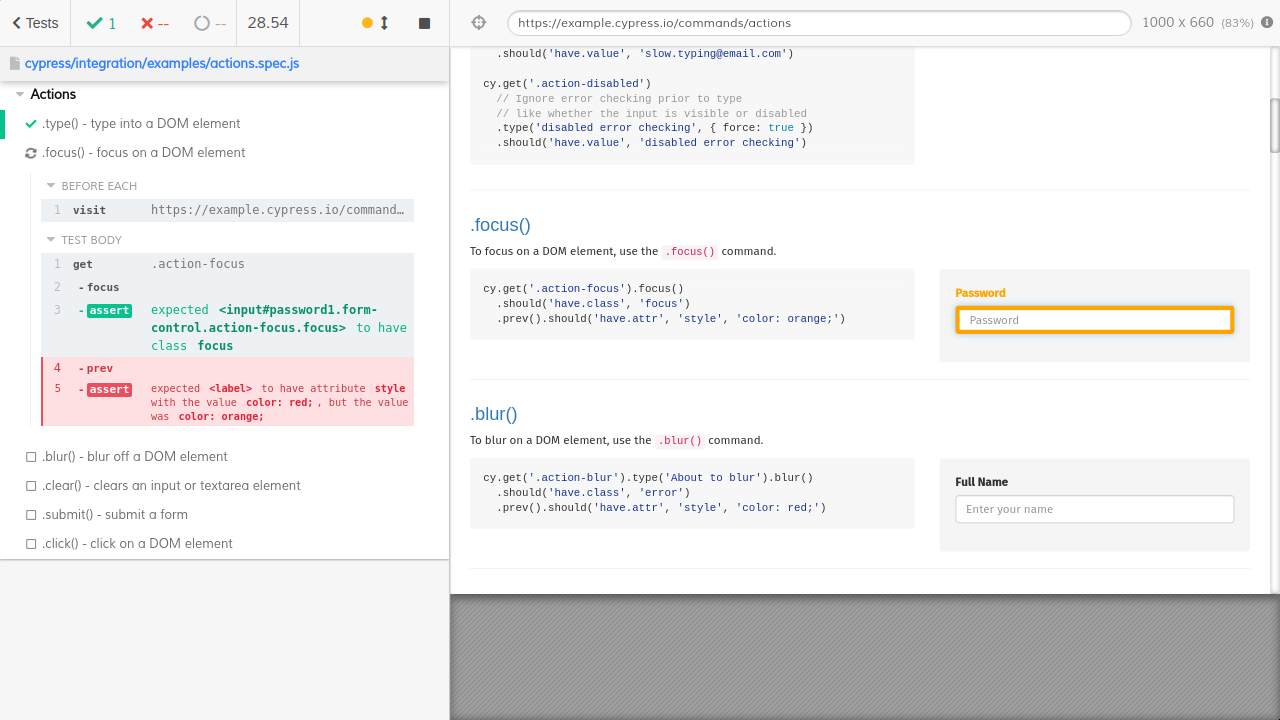 Tests 1 -- -- 28.54
https://example.cypress.io/commands/actions 1000 x 660 (83%)
cypress/integration/examples/actions.spec.js
Actions
.type() - type into a DOM element
.focus() - focus on a DOM element
BEFORE EACH
1 visit https://example.cypress.io/command…
TEST BODY
1 get .action-focus
2 - focus
3 - assert expected <input#password1.form-
control.action-focus.focus> to have
class focus
4 - prev
5 - assert expected <label> to have attribute style
with the value color: red; , but the value
was color: orange;
.blur() - blur off a DOM element
.clear() - clears an input or textarea element
.submit() - submit a form
.click() - click on a DOM element
.should('have.value', 'slow.typing@email.com')
cy.get('.action-disabled')
// Ignore error checking prior to type
// like whether the input is visible or disabled
.type('disabled error checking', { force: true })
.should('have.value', 'disabled error checking')
.focus()
To focus on a DOM element, use the .focus() command.
cy.get('.action-focus').focus()
.should('have.class', 'focus')
.prev().should('have.attr', 'style', 'color: orange;')
Password
Password
.blur()
To blur on a DOM element, use the .blur() command.
cy.get('.action-blur').type('About to blur').blur()
.should('have.class', 'error')
.prev().should('have.attr', 'style', 'color: red;')
Full Name
Enter your name